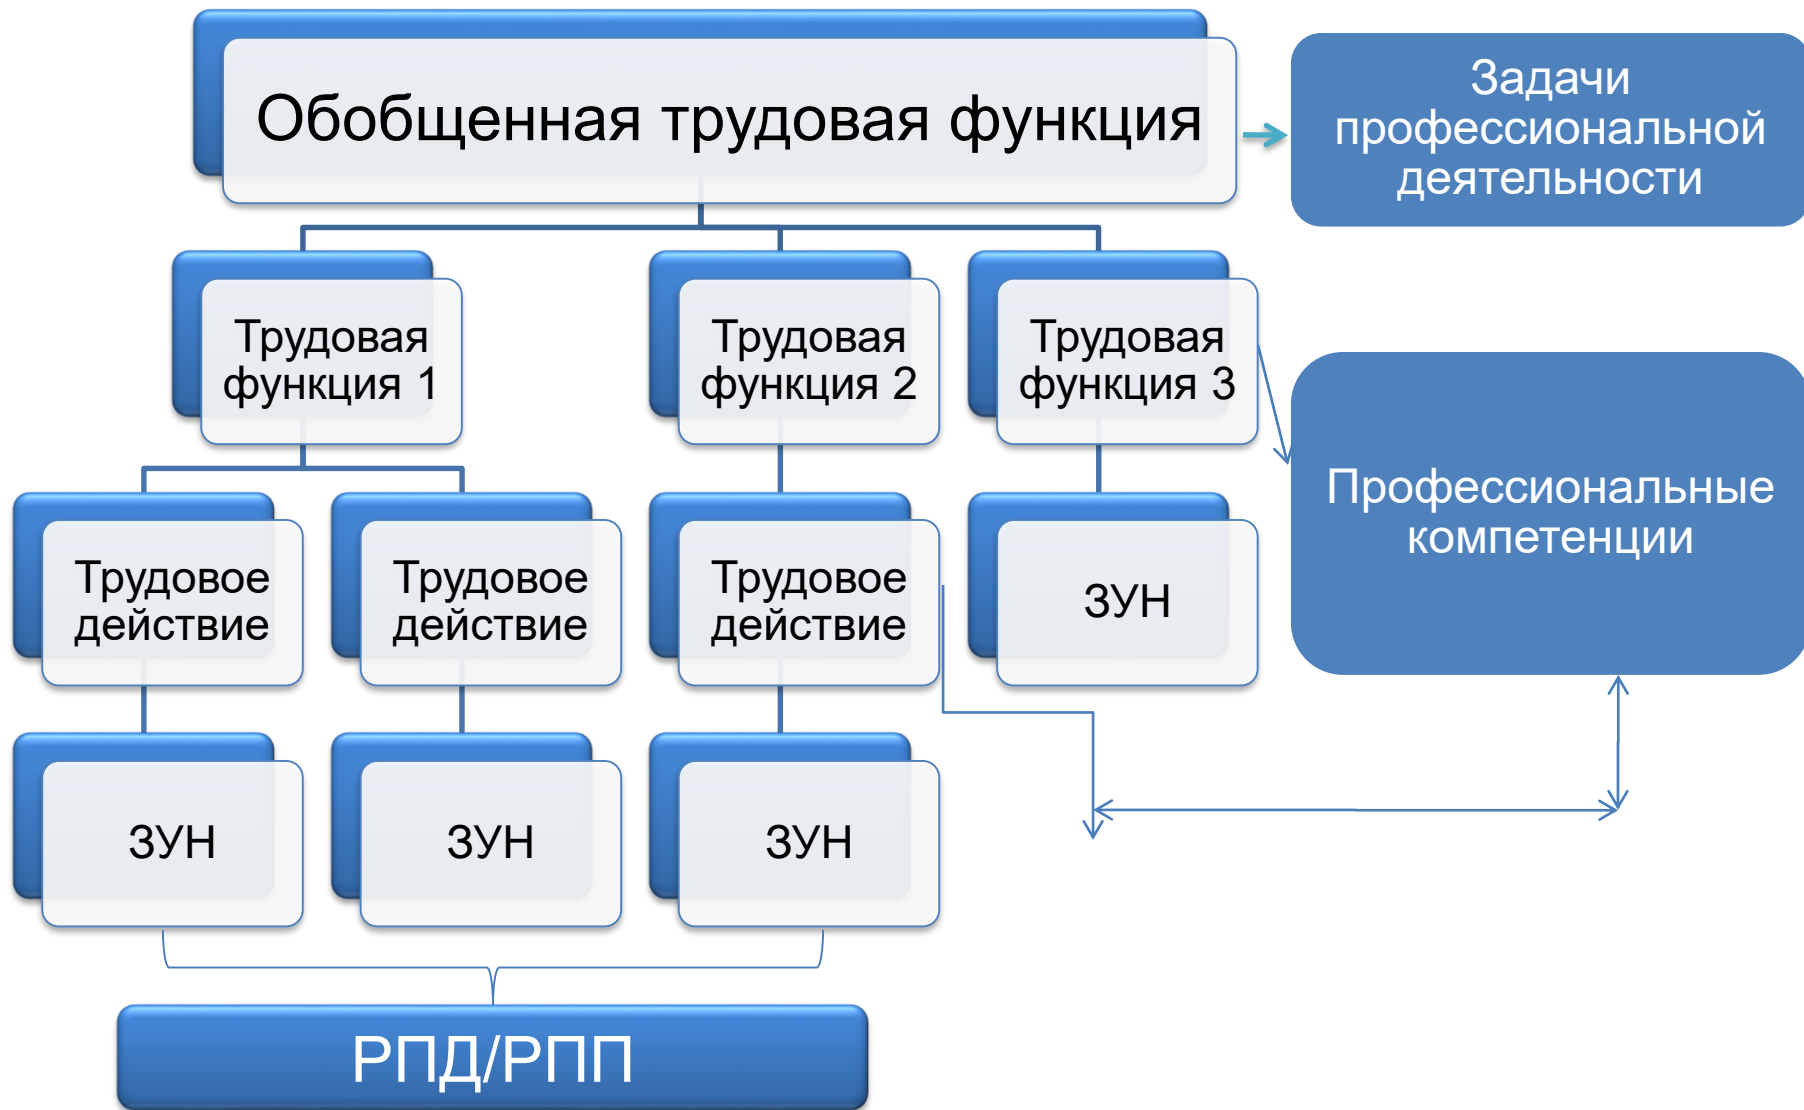 Обобщенная трудовая функция
Задачи
профессиональной
деятельности
Трудовая
функция 1
Трудовая
функция 2
Трудовая
функция 3
Профессиональные
компетенции
Трудовое
действие
Трудовое
действие
Трудовое
действие
ЗУН
ЗУН
ЗУН
ЗУН
РПД/РПП